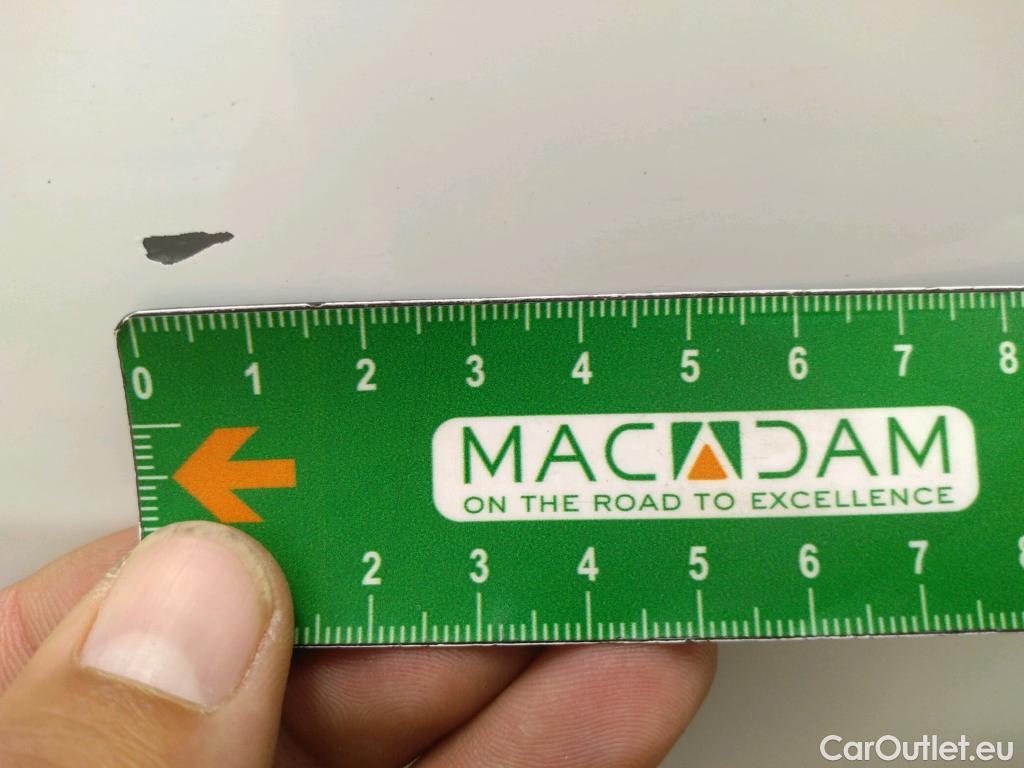 0 1 2 3 4 5 6 7 8
MACADAM
ON THE ROAD TO EXCELLENCE
2 3 4 5 6 7
CarOutlet.eu